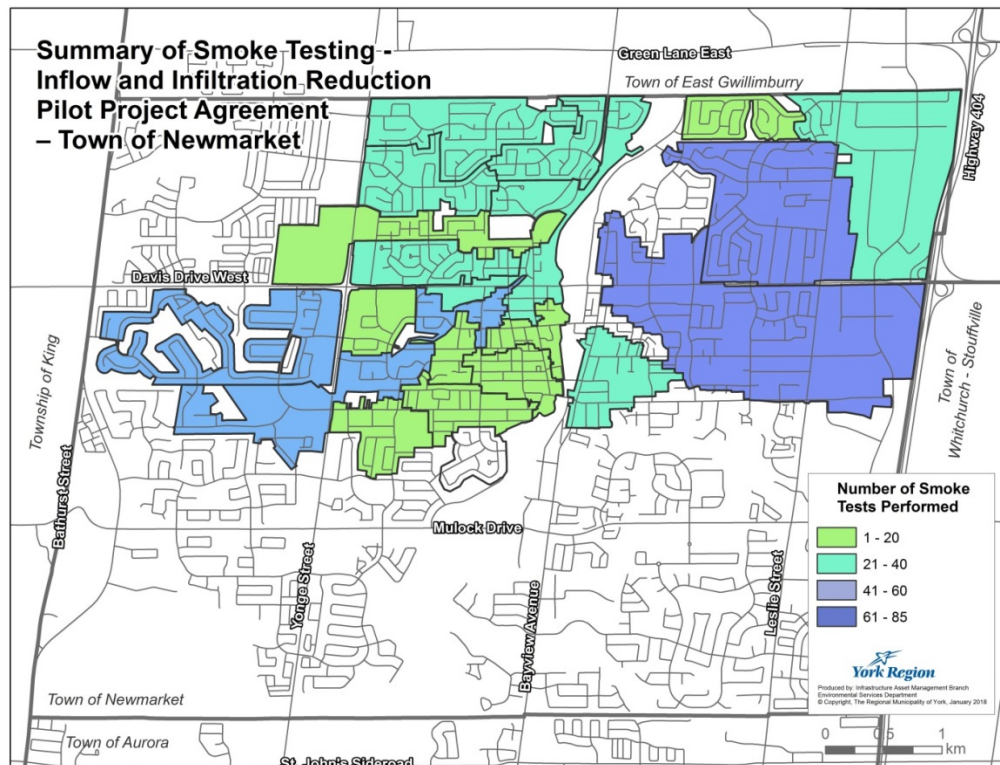 Summary of Smoke Testing -
Inflow and Infiltration Reduction
Pilot Project Agreement
– Town of Newmarket
Green Lane East
Town of East Gwillimburry
Highway 404
Davis Drive West
Township of King
Town of
Whitchurch - Stouffville
Bathurst Street
Mulock Drive
Yonge Street
Bayview Avenue
Leslie Street
Number of Smoke
Tests Performed
1 - 20
21 - 40
41 - 60
61 - 85
York Region
Produced by: Infrastructure Asset Management Branch
Environmental Services Department
© Copyright, The Regional Municipality of York, January 2018
Town of Newmarket
Town of Aurora
St. John's Sideroad
0 0.5 1
km